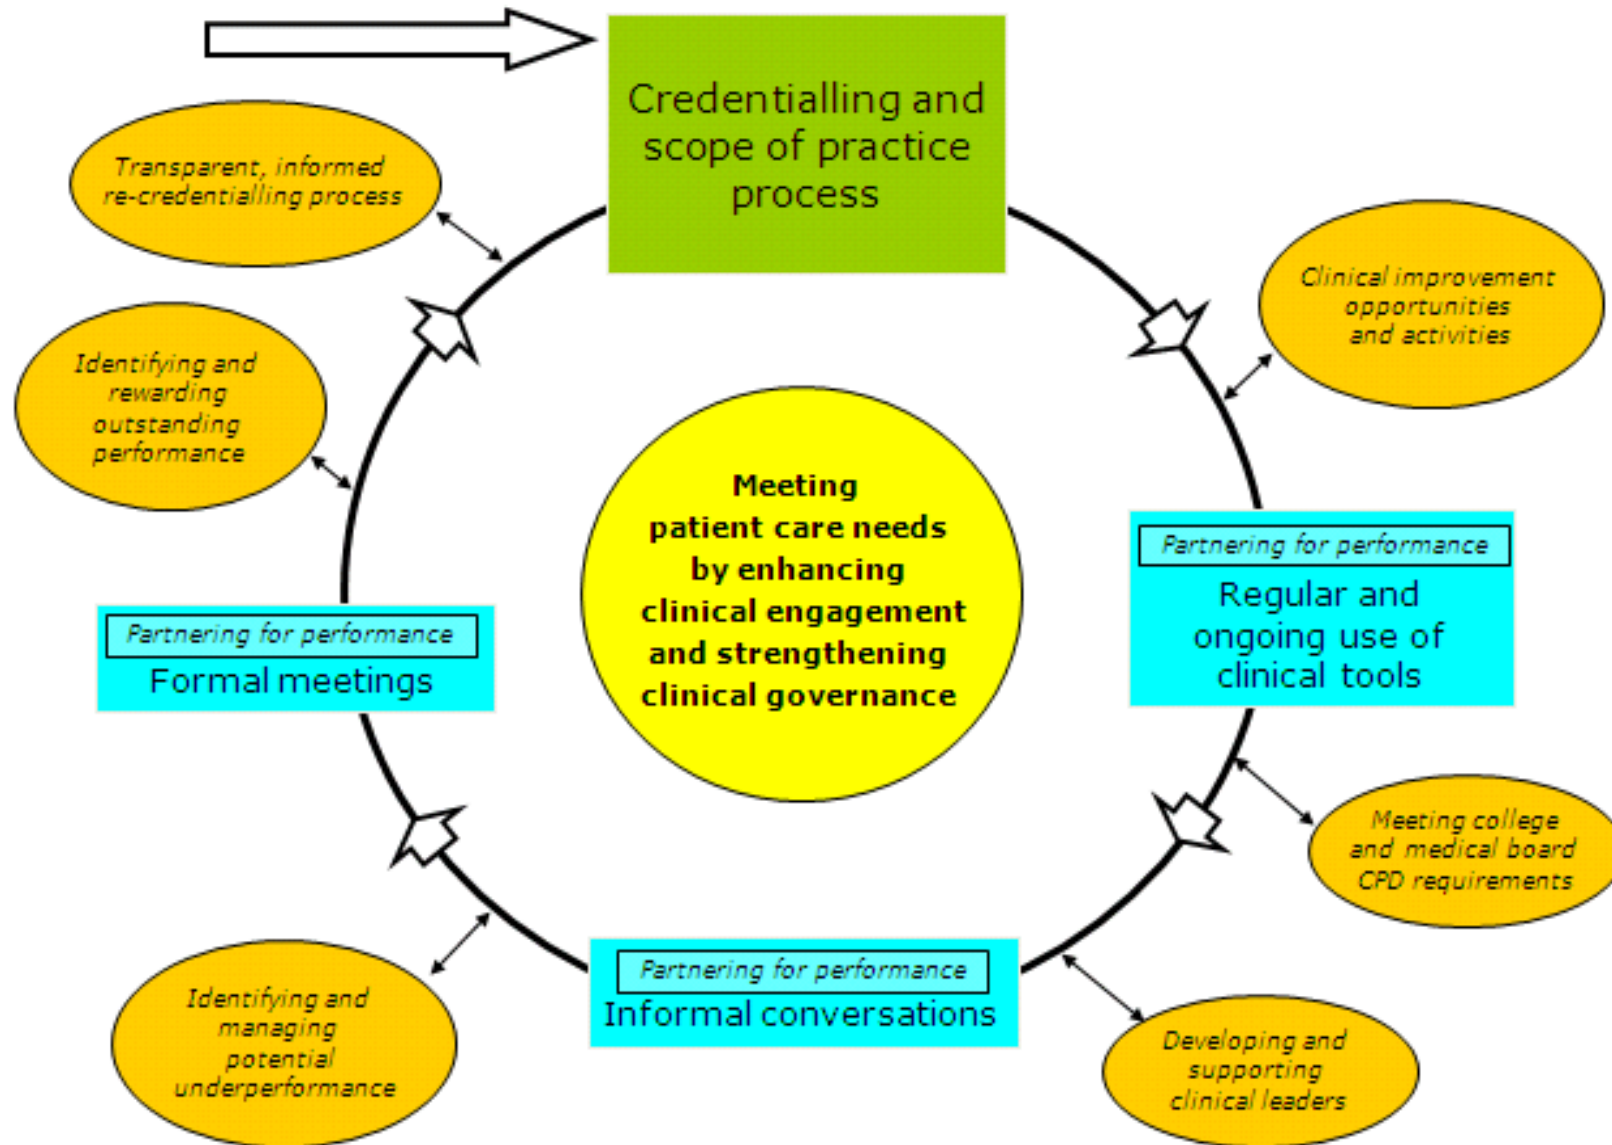 Credentialling and
scope of practice
process
Transparent, informed
re-credentialling process
Clinical improvement
opportunities
and activities
Identifying and
rewarding
outstanding
performance
Meeting
patient care needs
by enhancing
clinical engagement
and strengthening
clinical governance
Partnering for performance
Regular and
ongoing use of
clinical tools
Partnering for performance
Formal meetings
Meeting college
and medical board
CPD requirements
Partnering for performance
Informal conversations
Identifying and
managing
potential
underperformance
Developing and
supporting
clinical leaders